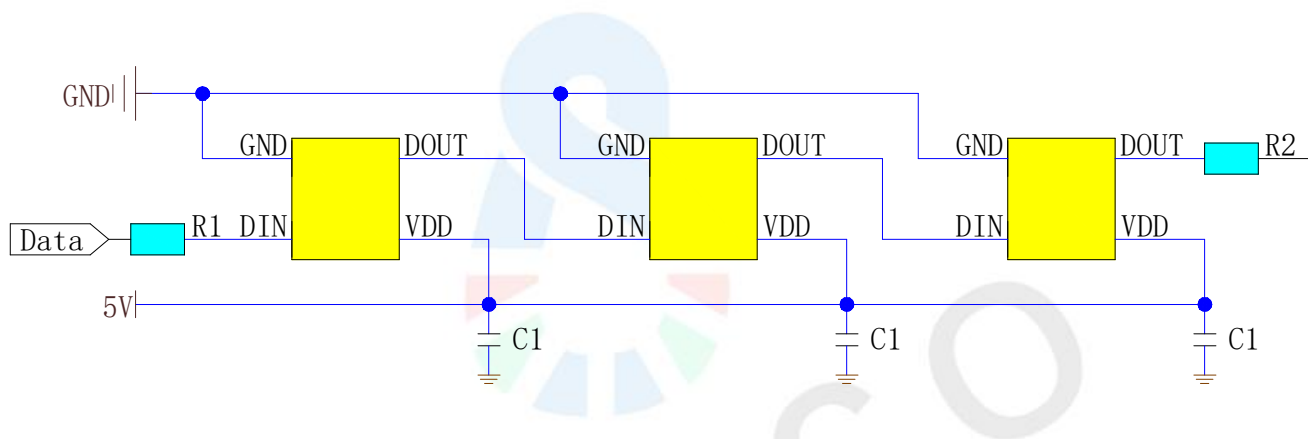 GND
GND DOUT GND DOUT GND DOUT R2
Data R1 DIN VDD DIN VDD DIN VDD
5V
C1 C1 C1
CO